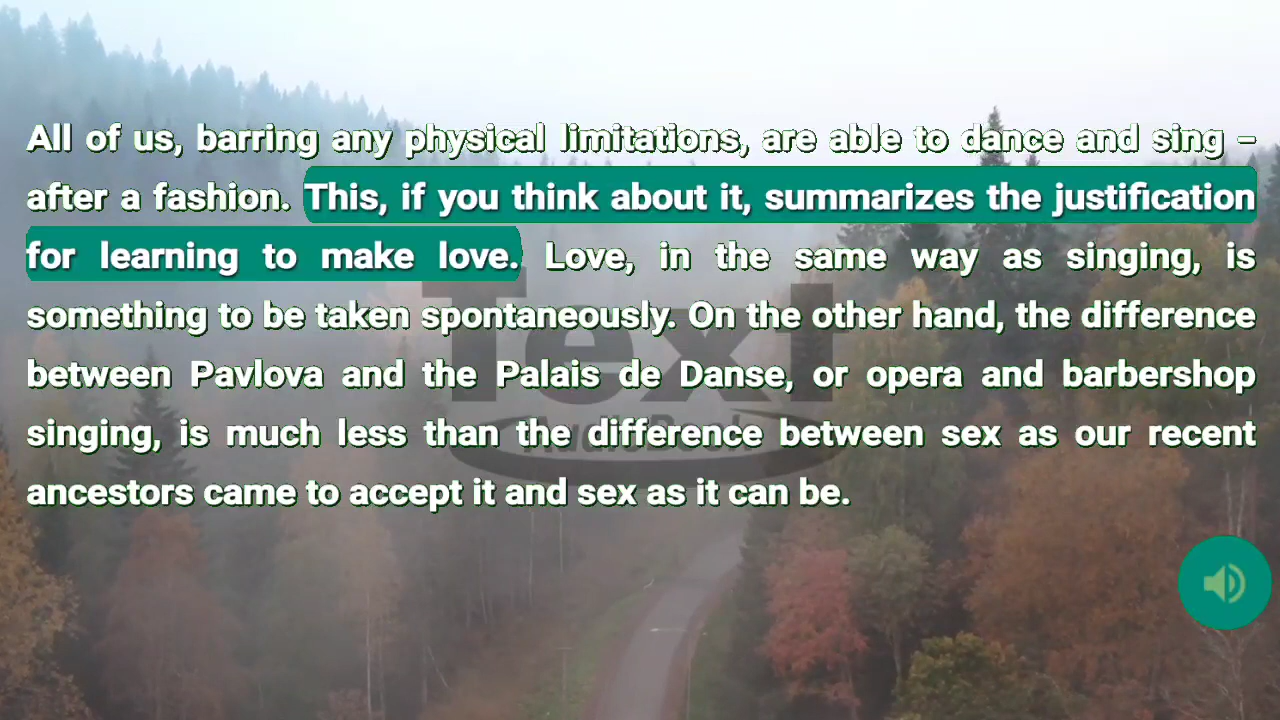 All of us, barring any physical limitations, are able to dance and sing –
after a fashion. This, if you think about it, summarizes the justification
for learning to make love. Love, in the same way as singing, is
something to be taken spontaneously. On the other hand, the difference
between Pavlova and the Palais de Danse, or opera and barbershop
singing, is much less than the difference between sex as our recent
ancestors came to accept it and sex as it can be.
Text
AudioBook